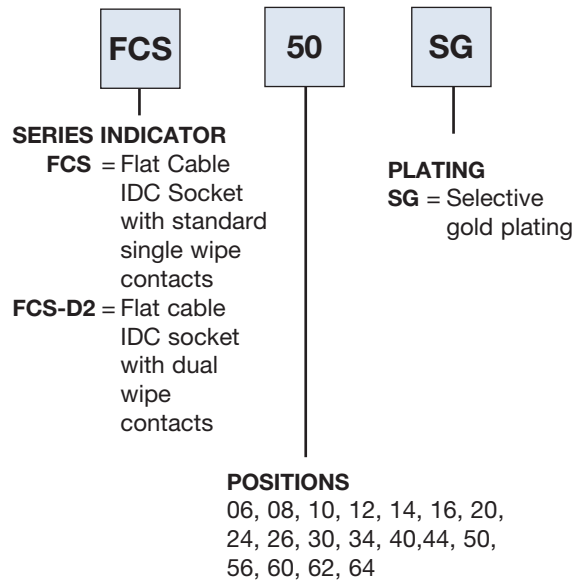 FCS 50 SG
SERIES INDICATOR
FCS = Flat Cable
IDC Socket
with standard
single wipe
contacts
FCS-D2 = Flat cable
IDC socket
with dual
wipe
contacts
PLATING
SG = Selective
gold plating
POSITIONS
06, 08, 10, 12, 14, 16, 20,
24, 26, 30, 34, 40,44, 50,
56, 60, 62, 64